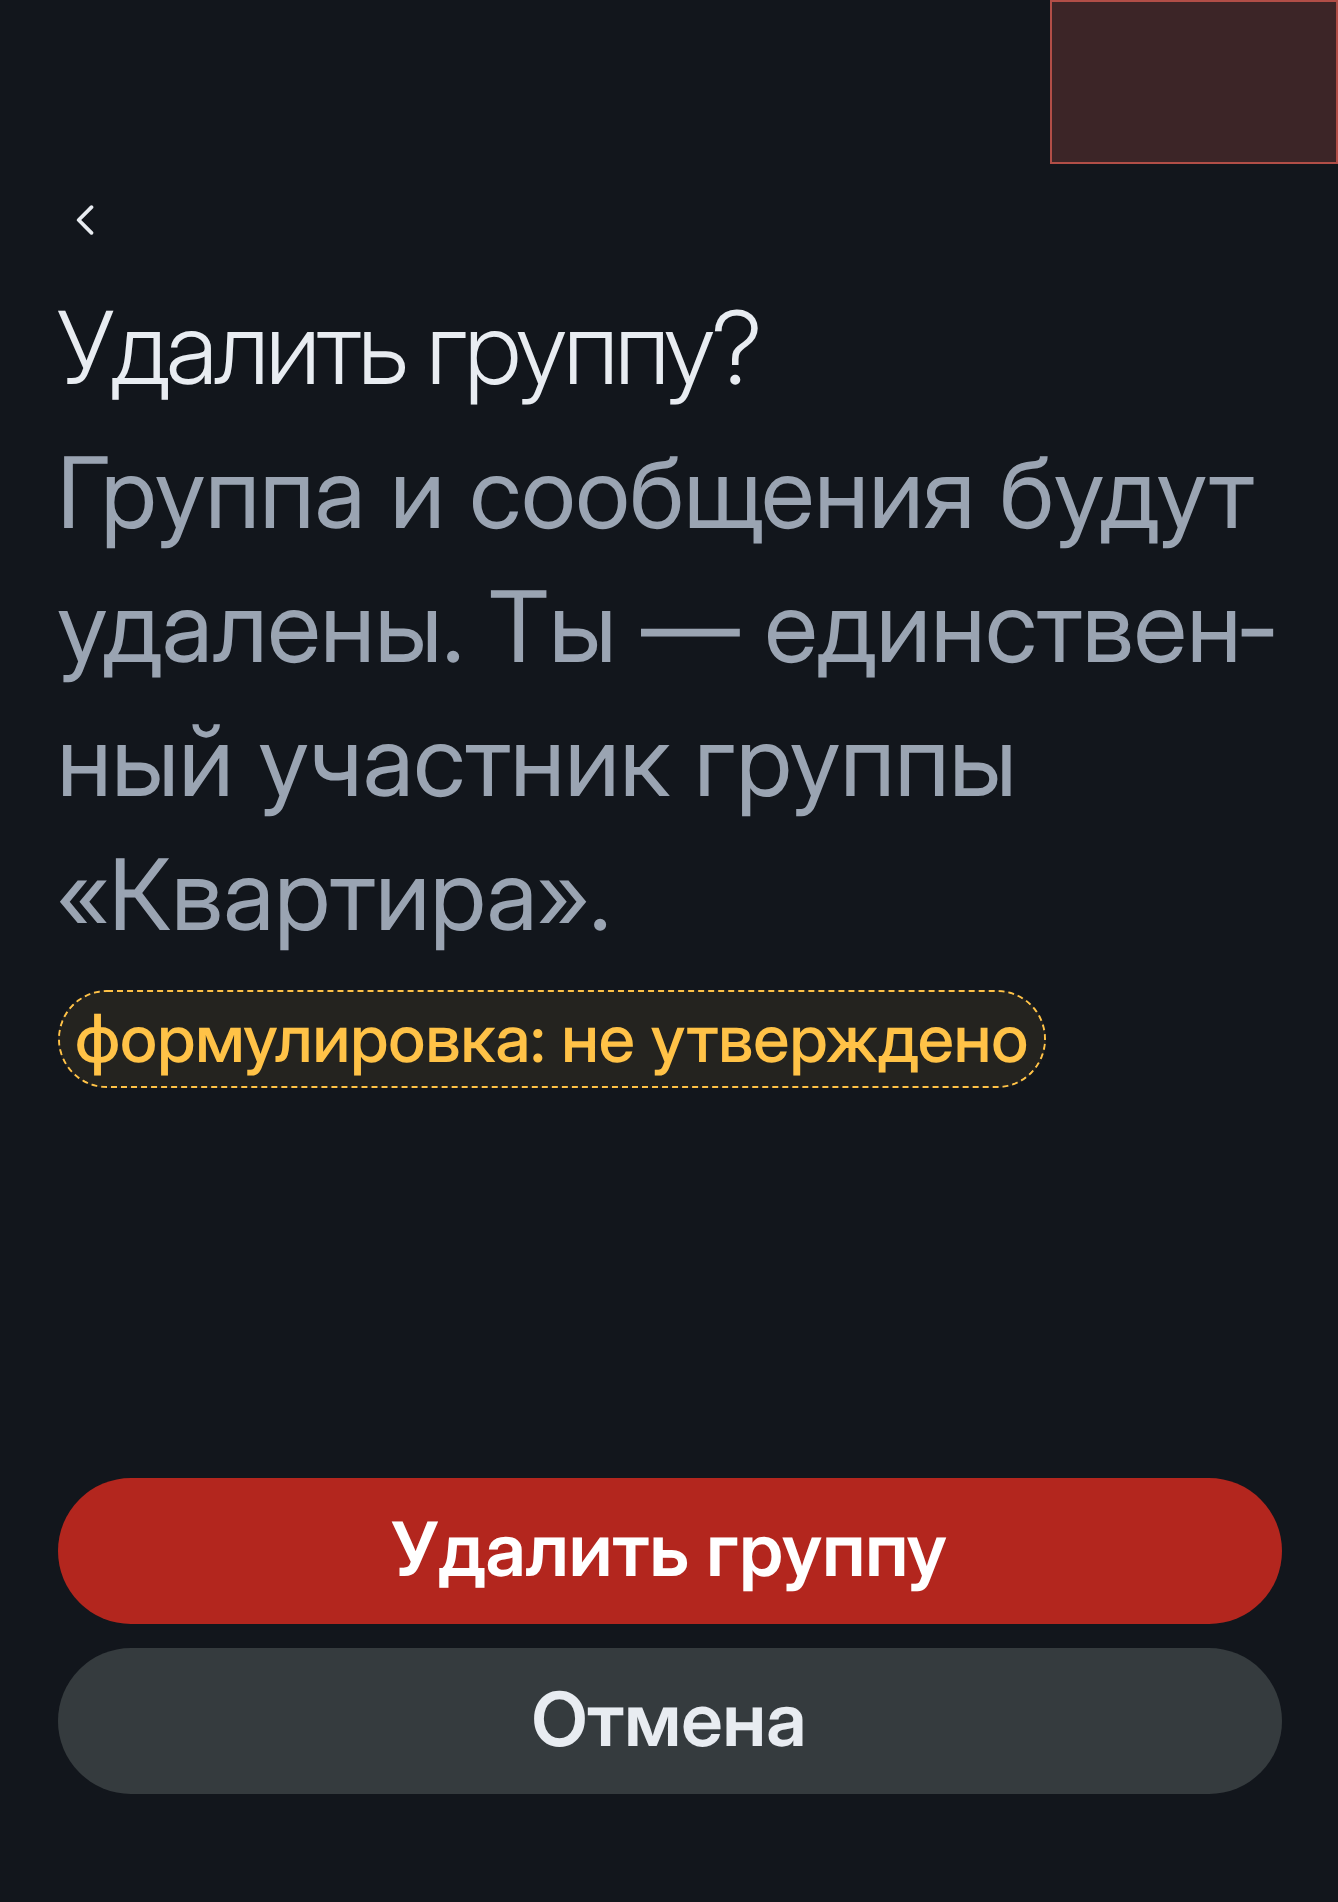 Удалить группу?
Группа и сообщения будут
удалены. Ты — единствен-
ный участник группы
«Квартира».
формулировка: не утверждено
Удалить группу
Отмена